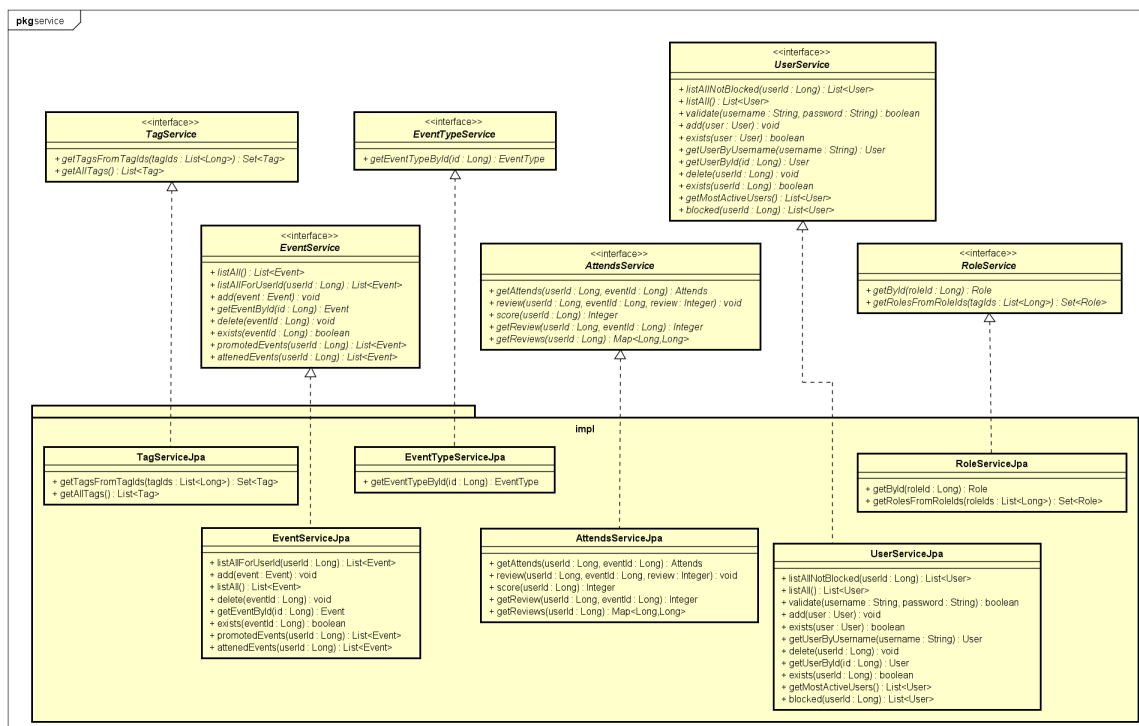 pkg service
<<interface>>
UserService
+ listAllNotBlocked(userId : Long) : List<User>
+ listAll() : List<User>
+ validate(username : String, password : String) : boolean
+ add(user : User) : void
+ exists(user : User) : boolean
+ getUserByUsername(username : String) : User
+ getUserById(id : Long) : User
+ delete(userId : Long) : void
+ exists(userId : Long) : boolean
+ getMostActiveUsers() : List<User>
+ blocked(userId : Long) : List<User>
<<interface>>
TagService
+ getTagsFromTagIds(tagIds : List<Long>) : Set<Tag>
+ getAllTags() : List<Tag>
<<interface>>
EventTypeService
+ getEventTypeById(id : Long) : EventType
<<interface>>
EventService
+ listAll() : List<Event>
+ listAllForUserId(userId : Long) : List<Event>
+ add(event : Event) : void
+ getEventById(id : Long) : Event
+ delete(eventId : Long) : void
+ exists(eventId : Long) : boolean
+ promotedEvents(userId : Long) : List<Event>
+ attenedEvents(userId : Long) : List<Event>
<<interface>>
AttendsService
+ getAttends(userId : Long, eventId : Long) : Attends
+ review(userId : Long, eventId : Long, review : Integer) : void
+ score(userId : Long) : Integer
+ getReview(userId : Long, eventId : Long) : Integer
+ getReviews(userId : Long) : Map<Long,Long>
<<interface>>
RoleService
+ getById(roleId : Long) : Role
+ getRolesFromRoleIds(tagIds : List<Long>) : Set<Role>
impl
TagServiceJpa
+ getTagsFromTagIds(tagIds : List<Long>) : Set<Tag>
+ getAllTags() : List<Tag>
EventTypeServiceJpa
+ getEventTypeById(id : Long) : EventType
RoleServiceJpa
+ getById(roleId : Long) : Role
+ getRolesFromRoleIds(roleIds : List<Long>) : Set<Role>
EventServiceJpa
+ listAllForUserId(userId : Long) : List<Event>
+ add(event : Event) : void
+ listAll() : List<Event>
+ delete(eventId : Long) : void
+ getEventById(id : Long) : Event
+ exists(eventId : Long) : boolean
+ promotedEvents(userId : Long) : List<Event>
+ attenedEvents(userId : Long) : List<Event>
AttendsServiceJpa
+ getAttends(userId : Long, eventId : Long) : Attends
+ review(userId : Long, eventId : Long, review : Integer) : void
+ score(userId : Long) : Integer
+ getReview(userId : Long, eventId : Long) : Integer
+ getReviews(userId : Long) : Map<Long,Long>
UserServiceJpa
+ listAllNotBlocked(userId : Long) : List<User>
+ listAll() : List<User>
+ validate(username : String, password : String) : boolean
+ add(user : User) : void
+ exists(user : User) : boolean
+ getUserByUsername(username : String) : User
+ delete(userId : Long) : void
+ getUserById(id : Long) : User
+ exists(userId : Long) : boolean
+ getMostActiveUsers() : List<User>
+ blocked(userId : Long) : List<User>